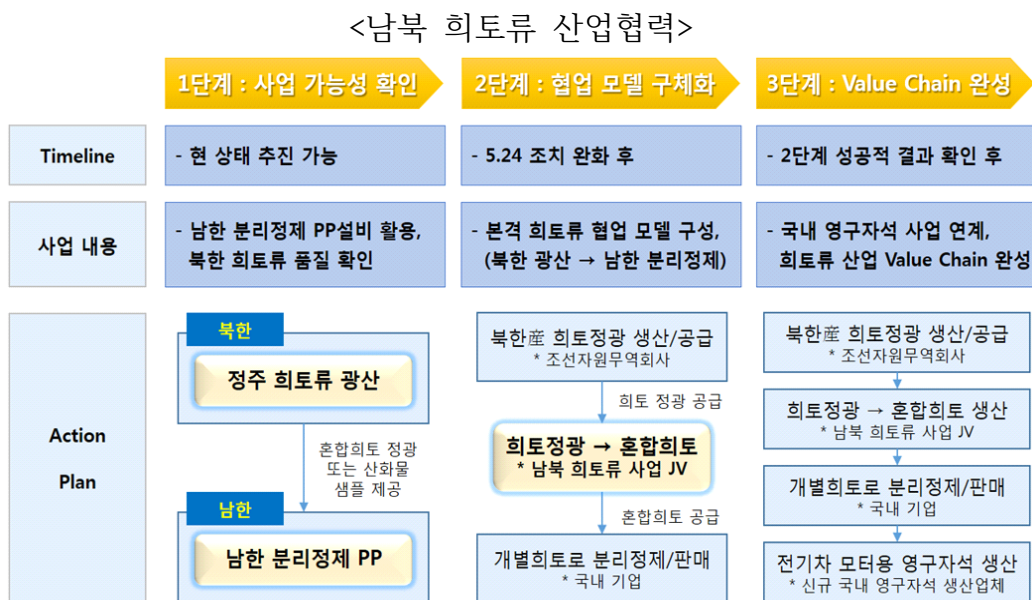 <남북 희토류 산업협력>
1단계 : 사업 가능성 확인
2단계 : 협업 모델 구체화
3단계 : Value Chain 완성
Timeline
- 현 상태 추진 가능
- 5.24 조치 완화 후
- 2단계 성공적 결과 확인 후
사업 내용
- 남한 분리정제 PP설비 활용,
북한 희토류 품질 확인
- 본격 희토류 협업 모델 구성,
(북한 광산 → 남한 분리정제)
- 국내 영구자석 사업 연계,
희토류 산업 Value Chain 완성
Action
Plan
북한
정주 희토류 광산
혼합희토 정광
또는 산화물
샘플 제공
남한
남한 분리정제 PP
북한産 희토정광 생산/공급
* 조선자원무역회사
희토 정광 공급
희토정광 → 혼합희토
* 남북 희토류 사업 JV
혼합희토 공급
개별희토로 분리정제/판매
* 국내 기업
북한産 희토정광 생산/공급
* 조선자원무역회사
희토정광 → 혼합희토 생산
* 남북 희토류 사업 JV
개별희토로 분리정제/판매
* 국내 기업
전기차 모터용 영구자석 생산
* 신규 국내 영구자석 생산업체